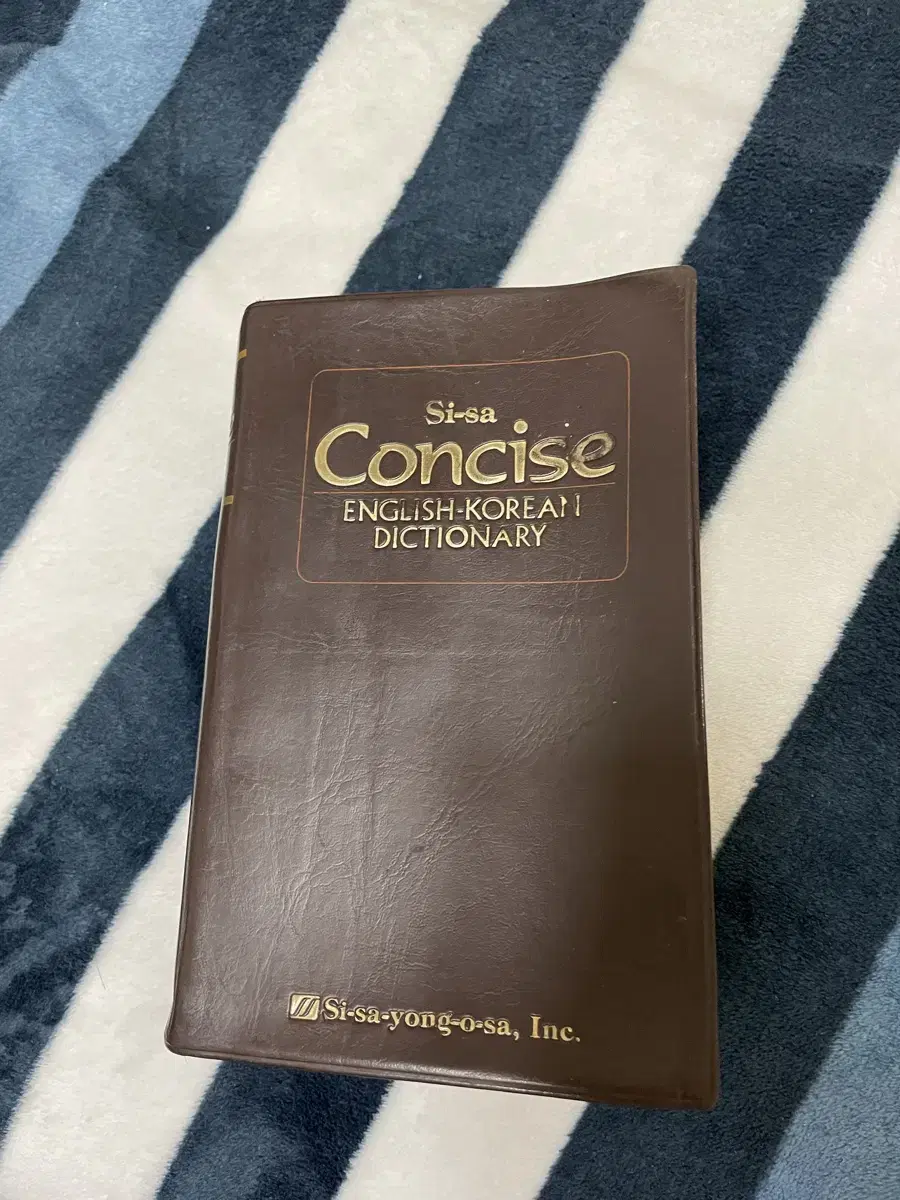 Si-sa
Concise
ENGLISH-KOREAN
DICTIONARY
Si-sa-yong-o-sa, Inc.